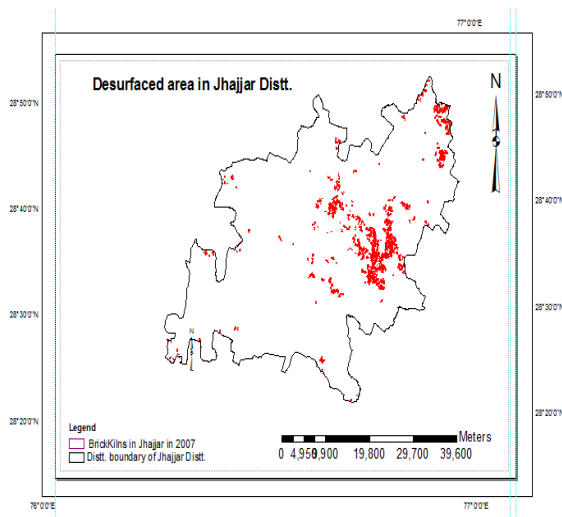 77°0'0"E
Desurfaced area in Jhajjar Distt.
N
28°50'0"N
28°50'0"N
28°40'0"N
28°40'0"N
28°30'0"N
28°30'0"N
N
28°20'0"N
28°20'0"N
Legend
BrickKilns in Jhajjar in 2007
Distt. boundary of Jhajjar Distt.
Meters
0 4,950 9,900 19,800 29,700 39,600
76°0'0"E
77°0'0"E